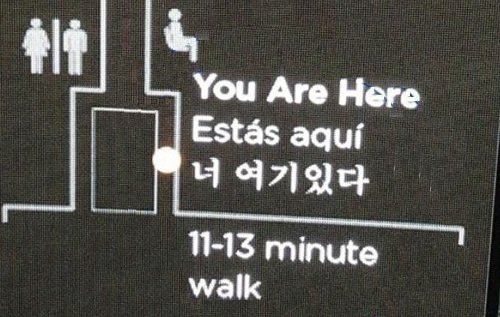 You Are Here
Estás aquí
너 여기있다
11-13 minute
walk